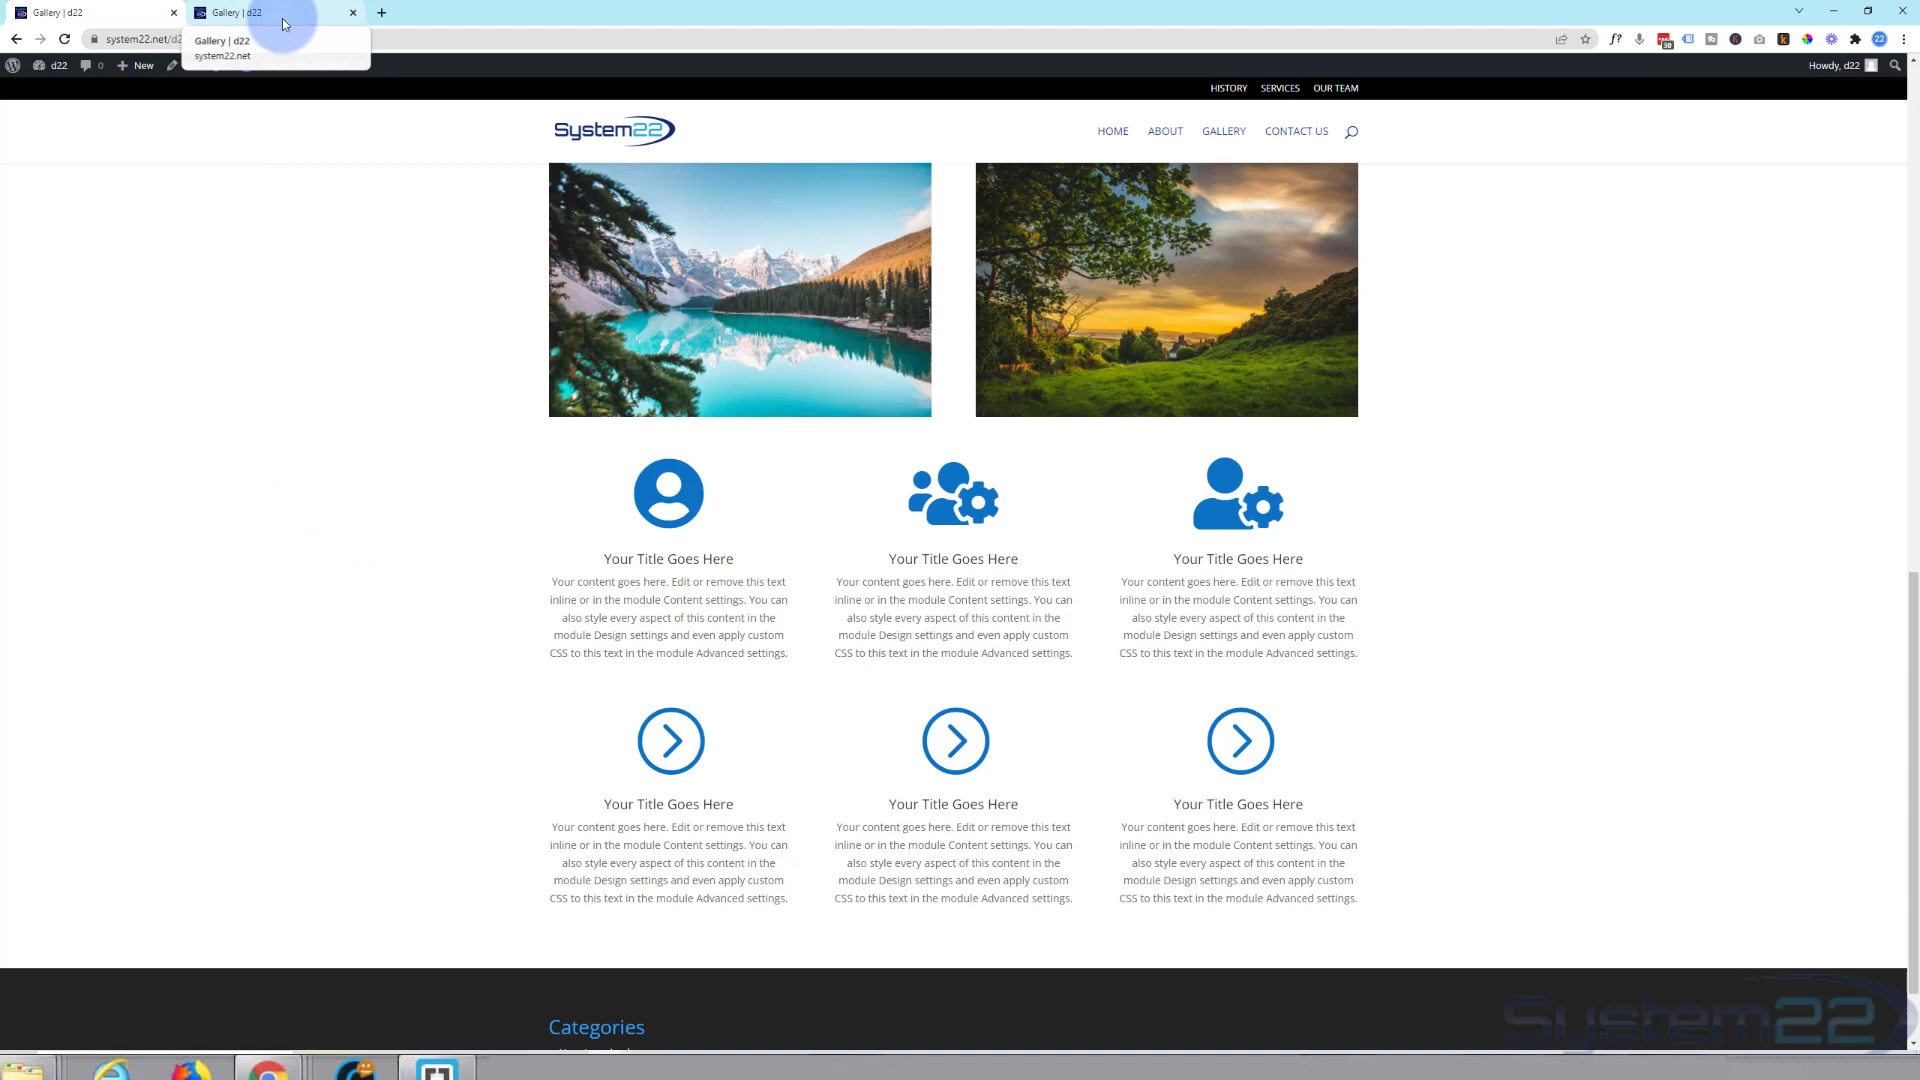 Gallery | d22
Gallery | d22
system22.net/d2
Gallery | d22
system22.net
f?
30
22
d22
0
New
Howdy, d22
HISTORY
SERVICES
OUR TEAM
System22
HOME
ABOUT
GALLERY
CONTACT US
Your Title Goes Here
Your content goes here. Edit or remove this text
inline or in the module Content settings. You can
also style every aspect of this content in the
module Design settings and even apply custom
CSS to this text in the module Advanced settings.
Your Title Goes Here
Your content goes here. Edit or remove this text
inline or in the module Content settings. You can
also style every aspect of this content in the
module Design settings and even apply custom
CSS to this text in the module Advanced settings.
Your Title Goes Here
Your content goes here. Edit or remove this text
inline or in the module Content settings. You can
also style every aspect of this content in the
module Design settings and even apply custom
CSS to this text in the module Advanced settings.
Your Title Goes Here
Your content goes here. Edit or remove this text
inline or in the module Content settings. You can
also style every aspect of this content in the
module Design settings and even apply custom
CSS to this text in the module Advanced settings.
Your Title Goes Here
Your content goes here. Edit or remove this text
inline or in the module Content settings. You can
also style every aspect of this content in the
module Design settings and even apply custom
CSS to this text in the module Advanced settings.
Your Title Goes Here
Your content goes here. Edit or remove this text
inline or in the module Content settings. You can
also style every aspect of this content in the
module Design settings and even apply custom
CSS to this text in the module Advanced settings.
Categories
System22